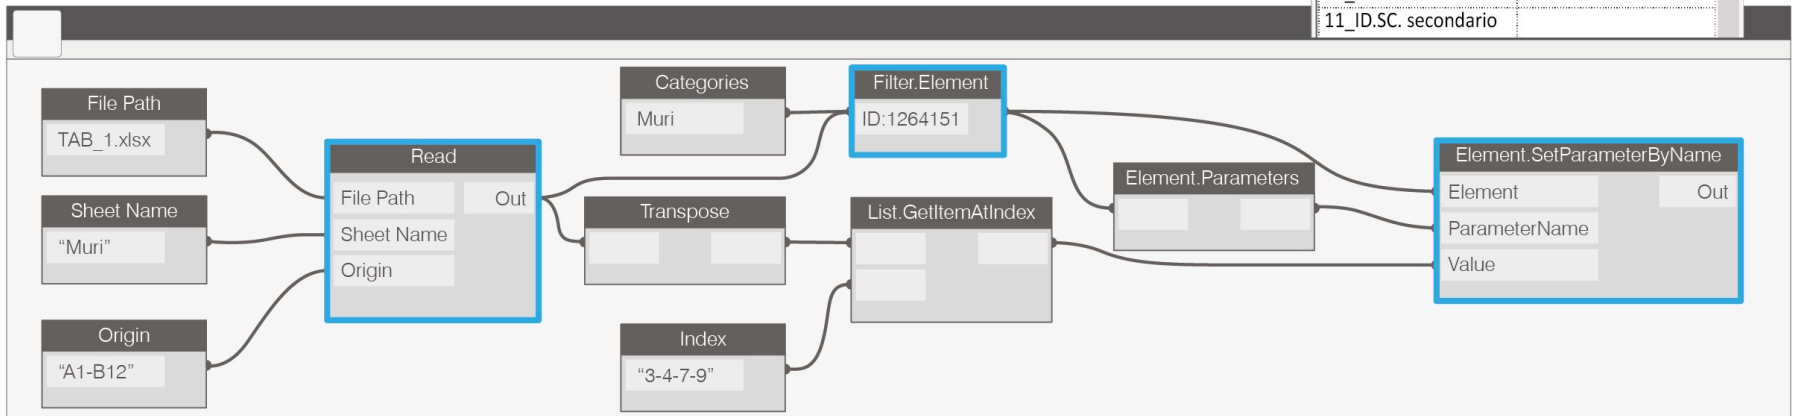 11_ID.SC. secondario
File Path
TAB_1.xlsx
Sheet Name
“Muri”
Origin
“A1-B12”
Read
File Path
Out
Sheet Name
Origin
Categories
Muri
Transpose
Index
“3-4-7-9”
Filter.Element
ID:1264151
List.GetItemAtIndex
Element.Parameters
Element.SetParameterByName
Element
Out
ParameterName
Value